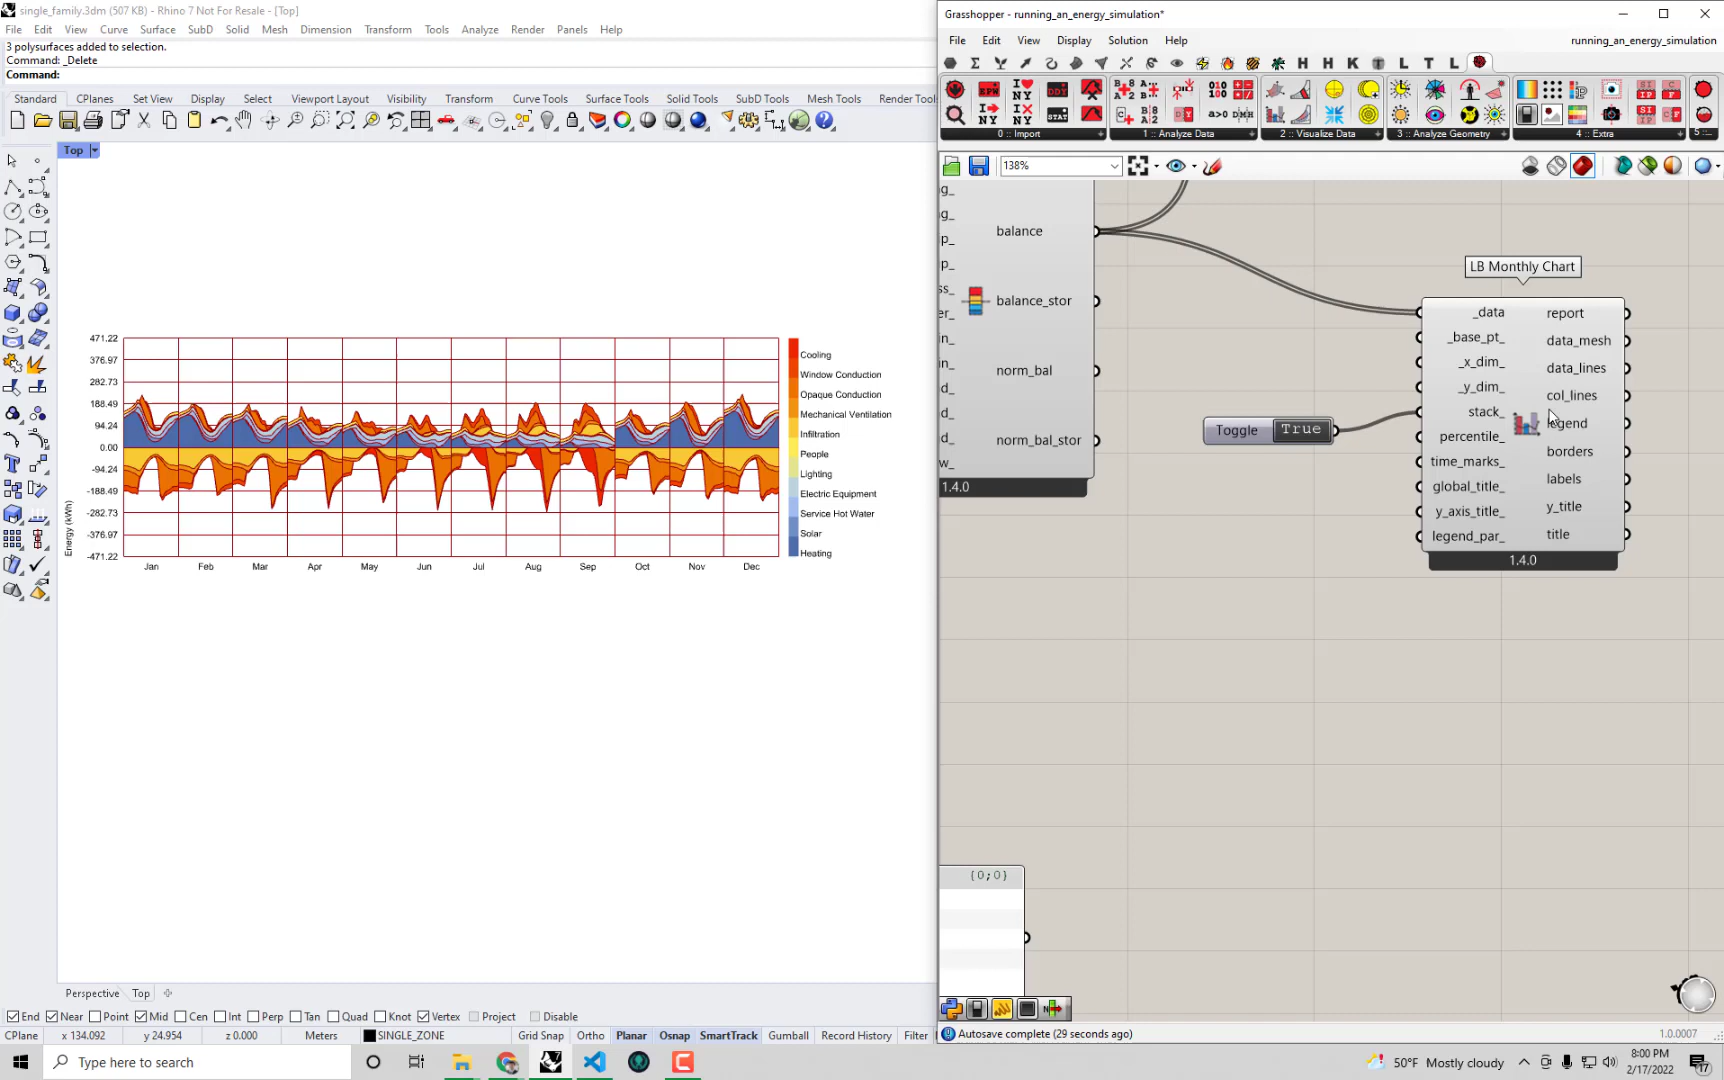 single_family.3dm (507 KB) - Rhino 7 Not For Resale - [Top]
File Edit View Curve Surface SubD Solid Mesh Dimension Transform Tools Analyze Render Panels Help
3 polysurfaces added to selection.
Command: _Delete
Command:
Standard CPlanes Set View Display Select Viewport Layout Visibility Transform Curve Tools Surface Tools Solid Tools SubD Tools Mesh Tools Render Tools
Top
471.22
376.97
282.73
188.49
94.24
0.00
-94.24
-188.49
-282.73
-376.97
-471.22
Energy (kWh)
Jan Feb Mar Apr May Jun Jul Aug Sep Oct Nov Dec
Cooling
Window Conduction
Opaque Conduction
Mechanical Ventilation
Infiltration
People
Lighting
Electric Equipment
Service Hot Water
Solar
Heating
Perspective Top
End Near Point Mid Cen Int Perp Tan Quad Knot Vertex Project Disable
CPlane x 134.092 y 24.954 z 0.000 Meters SINGLE_ZONE Grid Snap Ortho Planar Osnap SmartTrack Gumball Record History Filter
Grasshopper - running_an_energy_simulation*
File Edit View Display Solution Help running_an_energy_simulation*
0 :: Import 1 :: Analyze Data 2 :: Visualize Data 3 :: Analyze Geometry 4 :: Extra 5 ::
138%
balance
balance_stor
norm_bal
norm_bal_stor
1.4.0
Toggle True
LB Monthly Chart
_data report
_base_pt_ data_mesh
_x_dim_ data_lines
_y_dim_ col_lines
stack_ legend
percentile_ borders
time_marks_ labels
global_title_ y_title
y_axis_title_ title
legend_par_
1.4.0
{0;0}
Autosave complete (29 seconds ago) 1.0.0007
Type here to search
50°F Mostly cloudy
8:00 PM
2/17/2022
17